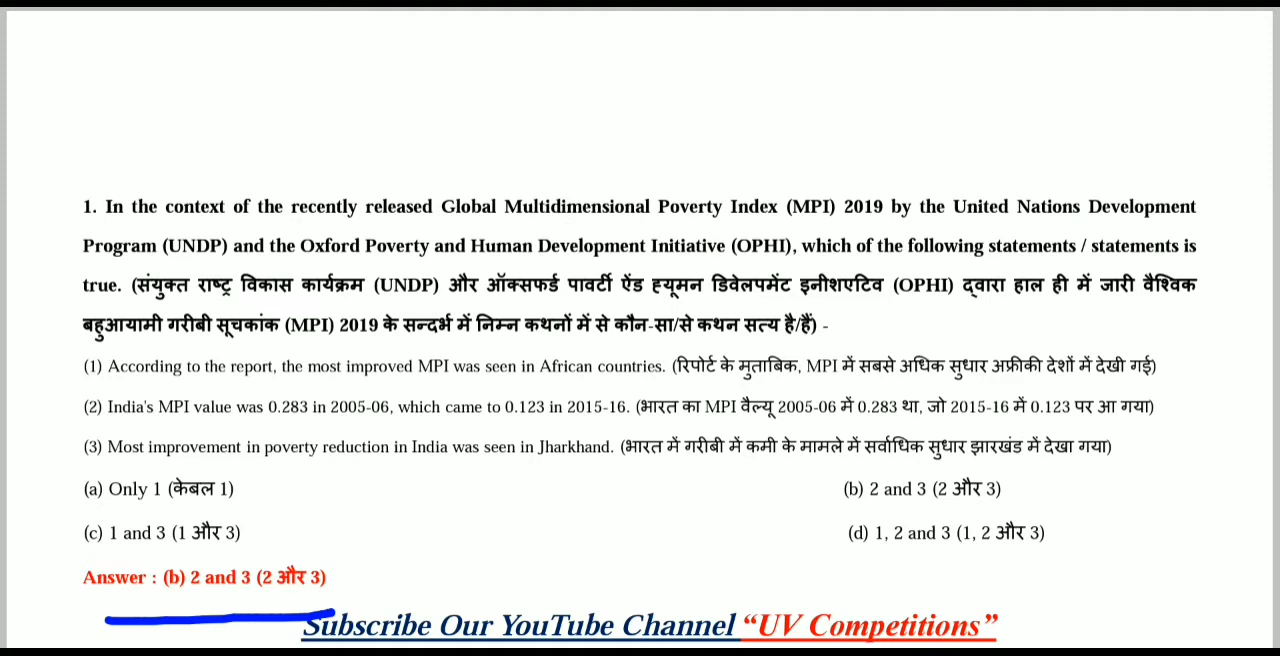 1. In the context of the recently released Global Multidimensional Poverty Index (MPI) 2019 by the United Nations Development
Program (UNDP) and the Oxford Poverty and Human Development Initiative (OPHI), which of the following statements / statements is
true. (संयुक्त राष्ट्र विकास कार्यक्रम (UNDP) और ऑक्सफर्ड पावर्टी ऐंड ह्यूमन डिवेलपमेंट इनीशएटिव (OPHI) द्वारा हाल ही में जारी वैश्विक
बहुआयामी गरीबी सूचकांक (MPI) 2019 के सन्दर्भ में निम्न कथनों में से कौन-सा/से कथन सत्य है/हैं) -
(1) According to the report, the most improved MPI was seen in African countries. (रिपोर्ट के मुताबिक, MPI में सबसे अधिक सुधार अफ्रीकी देशों में देखी गई)
(2) India's MPI value was 0.283 in 2005-06, which came to 0.123 in 2015-16. (भारत का MPI वैल्यू 2005-06 में 0.283 था, जो 2015-16 में 0.123 पर आ गया)
(3) Most improvement in poverty reduction in India was seen in Jharkhand. (भारत में गरीबी में कमी के मामले में सर्वाधिक सुधार झारखंड में देखा गया)
(a) Only 1 (केबल 1) (b) 2 and 3 (2 और 3)
(c) 1 and 3 (1 और 3) (d) 1, 2 and 3 (1, 2 और 3)
Answer : (b) 2 and 3 (2 और 3)
Subscribe Our YouTube Channel “UV Competitions”